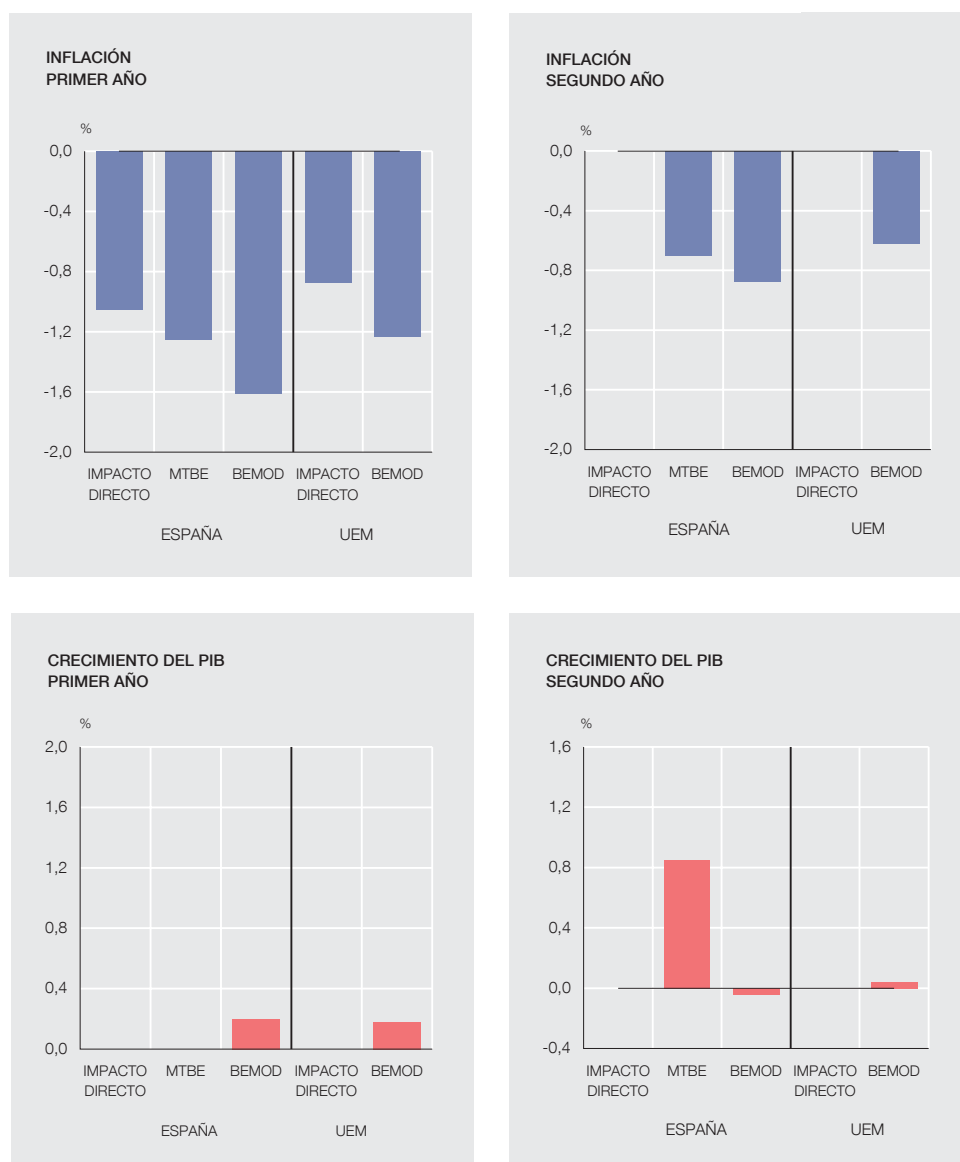 INFLACIÓN
PRIMER AÑO
%
0,0
-0,4
-0,8
-1,2
-1,6
-2,0
IMPACTO DIRECTO MTBE BEMOD IMPACTO DIRECTO BEMOD
ESPAÑA UEM
INFLACIÓN
SEGUNDO AÑO
%
0,0
-0,4
-0,8
-1,2
-1,6
-2,0
IMPACTO DIRECTO MTBE BEMOD IMPACTO DIRECTO BEMOD
ESPAÑA UEM
CRECIMIENTO DEL PIB
PRIMER AÑO
%
2,0
1,6
1,2
0,8
0,4
0,0
IMPACTO DIRECTO MTBE BEMOD IMPACTO DIRECTO BEMOD
ESPAÑA UEM
CRECIMIENTO DEL PIB
SEGUNDO AÑO
%
1,6
1,2
0,8
0,4
0,0
-0,4
IMPACTO DIRECTO MTBE BEMOD IMPACTO DIRECTO BEMOD
ESPAÑA UEM